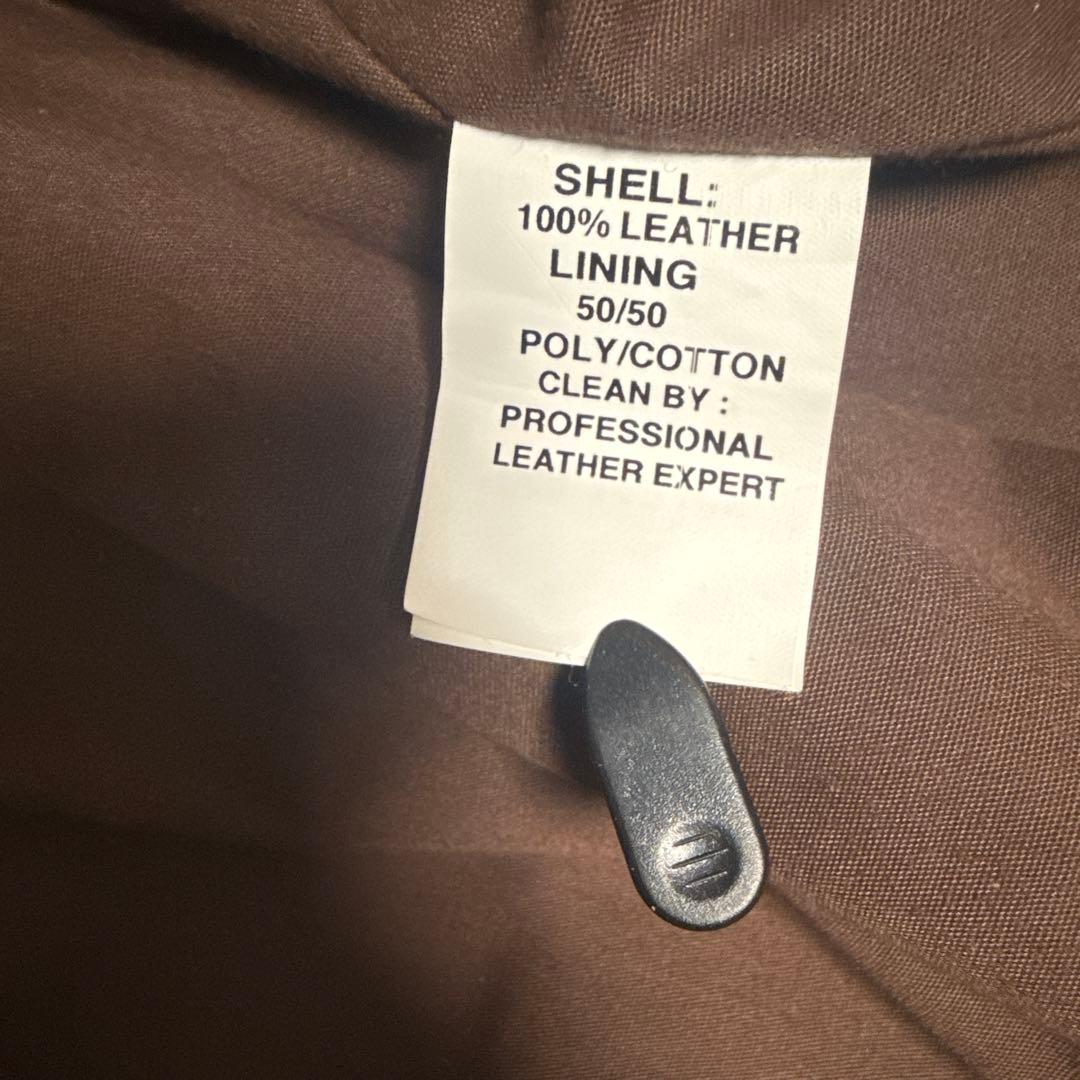 SHELL:
100% LEATHER
LINING
50/50
POLY/COTTON
CLEAN BY :
PROFESSIONAL
LEATHER EXPERT